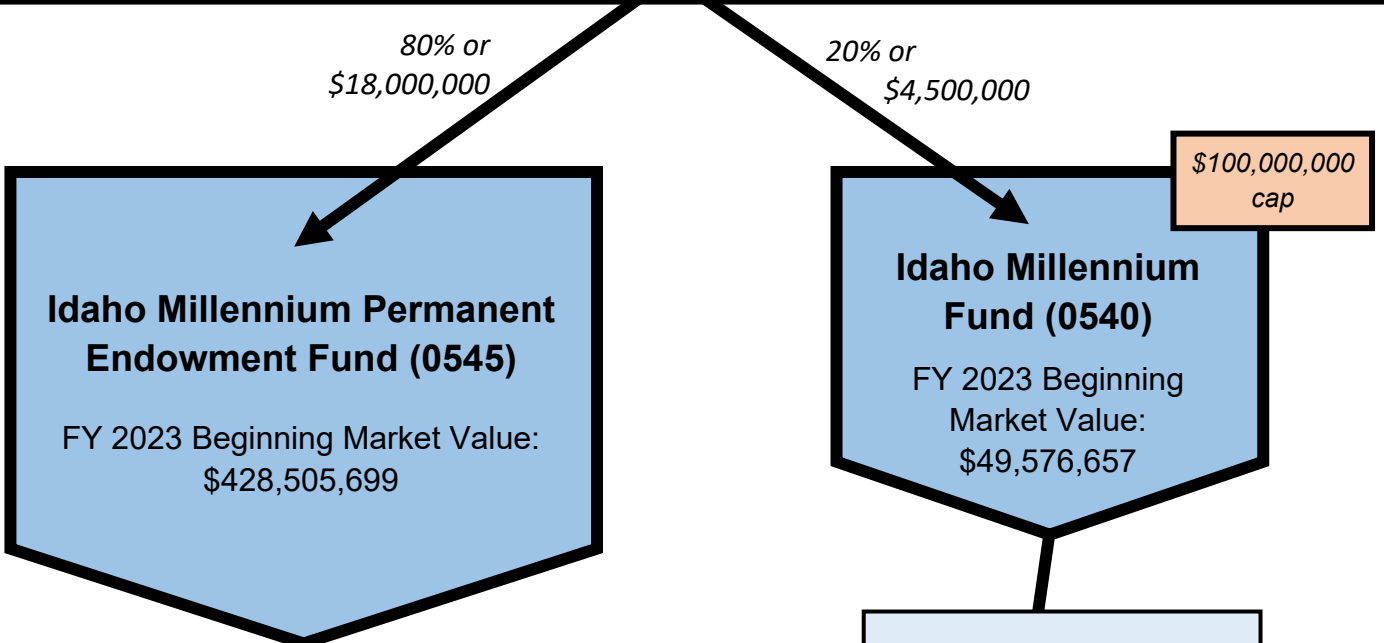 80% or
$18,000,000
20% or
$4,500,000
$100,000,000
cap
Idaho Millennium Permanent
Endowment Fund (0545)
FY 2023 Beginning Market Value:
$428,505,699
Idaho Millennium
Fund (0540)
FY 2023 Beginning
Market Value:
$49,576,657